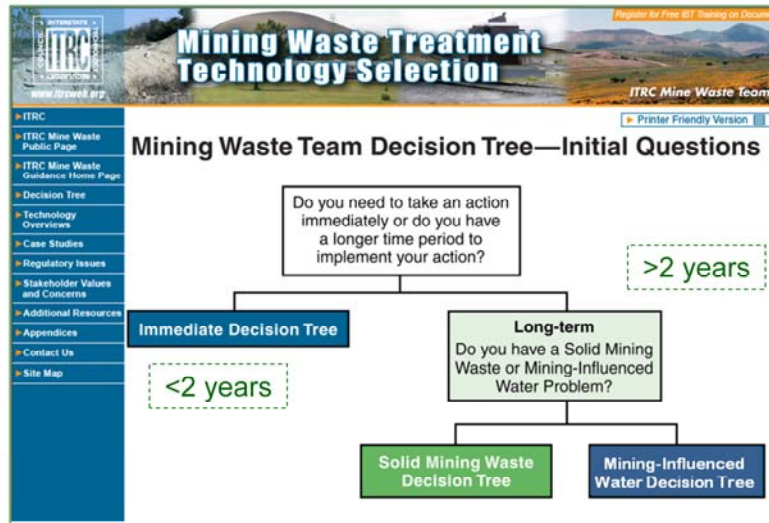 Register for Free IBT Training on Docum
INTERSTATE
COUNCIL
ITRC
TECHNOLOGY
REGULATORY
www.itrcweb.org
Mining Waste Treatment
Technology Selection
ITRC Mine Waste Team
Printer Friendly Version
ITRC
ITRC Mine Waste
Public Page
ITRC Mine Waste
Guidance Home Page
Decision Tree
Technology
Overviews
Case Studies
Regulatory Issues
Stakeholder Values
and Concerns
Additional Resources
Appendices
Contact Us
Site Map
Mining Waste Team Decision Tree—Initial Questions
Do you need to take an action
immediately or do you have
a longer time period to
implement your action?
>2 years
Immediate Decision Tree
<2 years
Long-term
Do you have a Solid Mining
Waste or Mining-Influenced
Water Problem?
Solid Mining Waste
Decision Tree
Mining-Influenced
Water Decision Tree